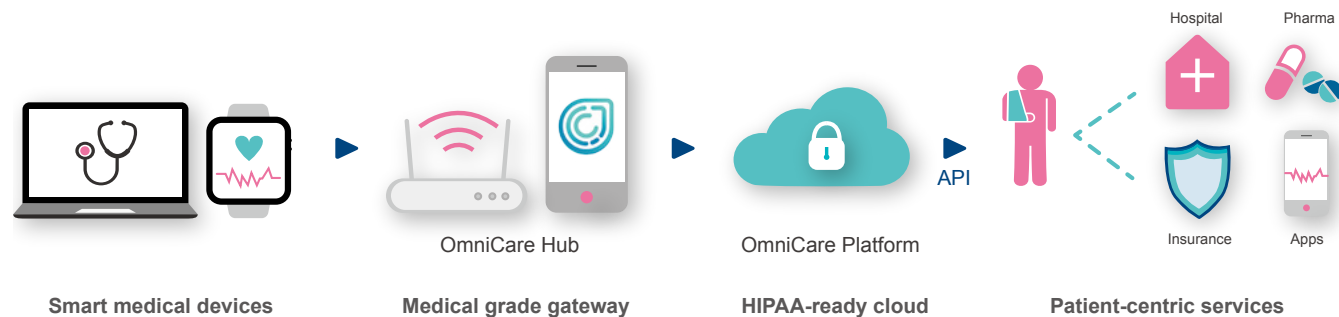 Hospital
Pharma
API
OmniCare Hub
OmniCare Platform
Insurance
Apps
Smart medical devices
Medical grade gateway
HIPAA-ready cloud
Patient-centric services